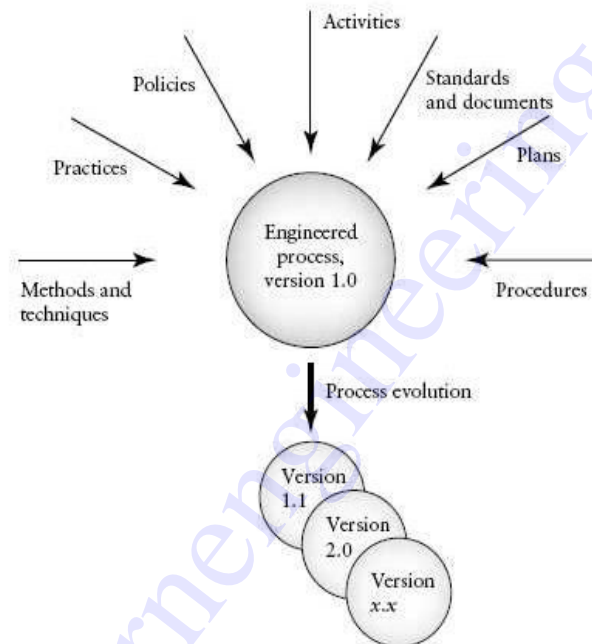 Activities
Policies
Standards
and documents
Practices
Plans
Engineered
process,
version 1.0
Methods and
techniques
Procedures
Process evolution
Version
1.1
Version
2.0
Version
x.x